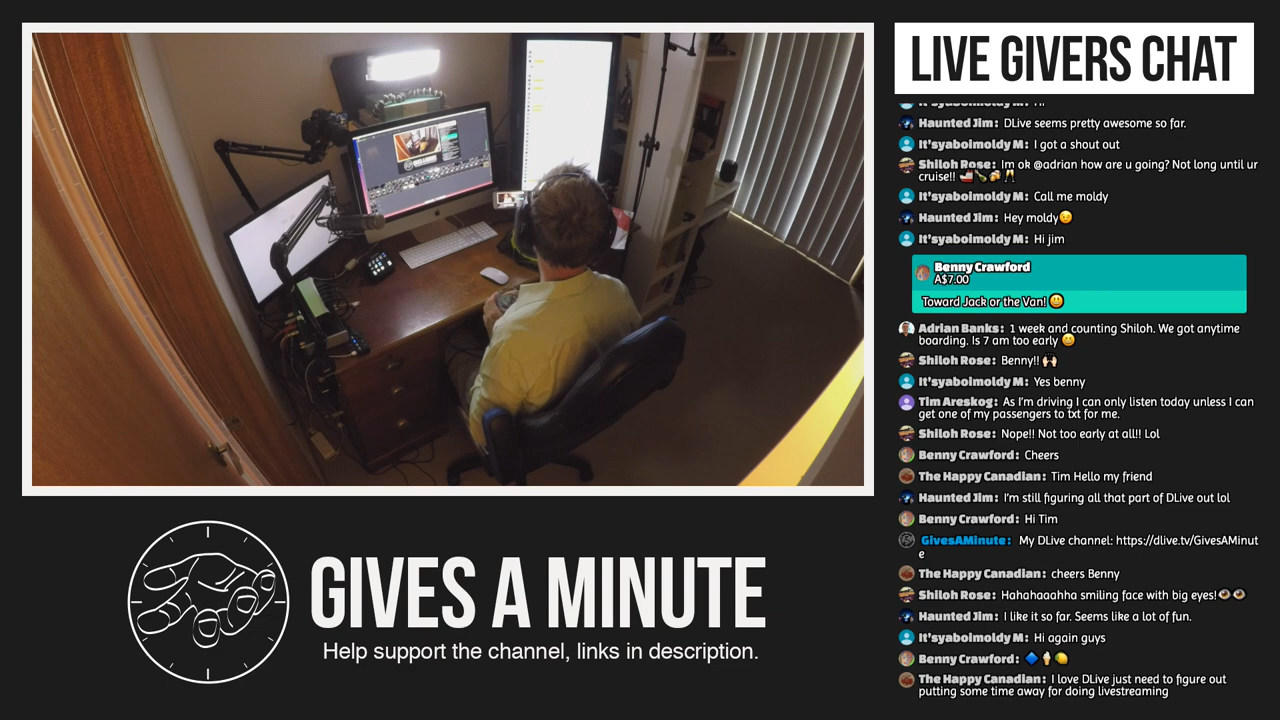 LIVE GIVERS CHAT
It'syaboimoldy M: Hi
Haunted Jim: DLive seems pretty awesome so far.
It'syaboimoldy M: I got a shout out
Shiloh Rose: Im ok @adrian how are u going? Not long until ur
cruise!! 🚢🍾🍻🥂
It'syaboimoldy M: Call me moldy
Haunted Jim: Hey moldy😉
It'syaboimoldy M: Hi jim
Benny Crawford
A$7.00
Toward Jack or the Van! 😃
Adrian Banks: 1 week and counting Shiloh. We got anytime
boarding. Is 7 am too early 😀
Shiloh Rose: Benny!! 🙌🏻
It'syaboimoldy M: Yes benny
Tim Areskog: As I'm driving I can only listen today unless I can
get one of my passengers to txt for me.
Shiloh Rose: Nope!! Not too early at all!! Lol
Benny Crawford: Cheers
The Happy Canadian: Tim Hello my friend
Haunted Jim: I'm still figuring all that part of DLive out lol
Benny Crawford: Hi Tim
GivesAMinute: My DLive channel: https://dlive.tv/GivesAMinut
e
The Happy Canadian: cheers Benny
Shiloh Rose: Hahahaaahha smiling face with big eyes!👁️👁️
Haunted Jim: I like it so far. Seems like a lot of fun.
It'syaboimoldy M: Hi again guys
Benny Crawford: 🔷🍦🍋
The Happy Canadian: I love DLive just need to figure out
putting some time away for doing livestreaming
GIVES A MINUTE
Help support the channel, links in description.